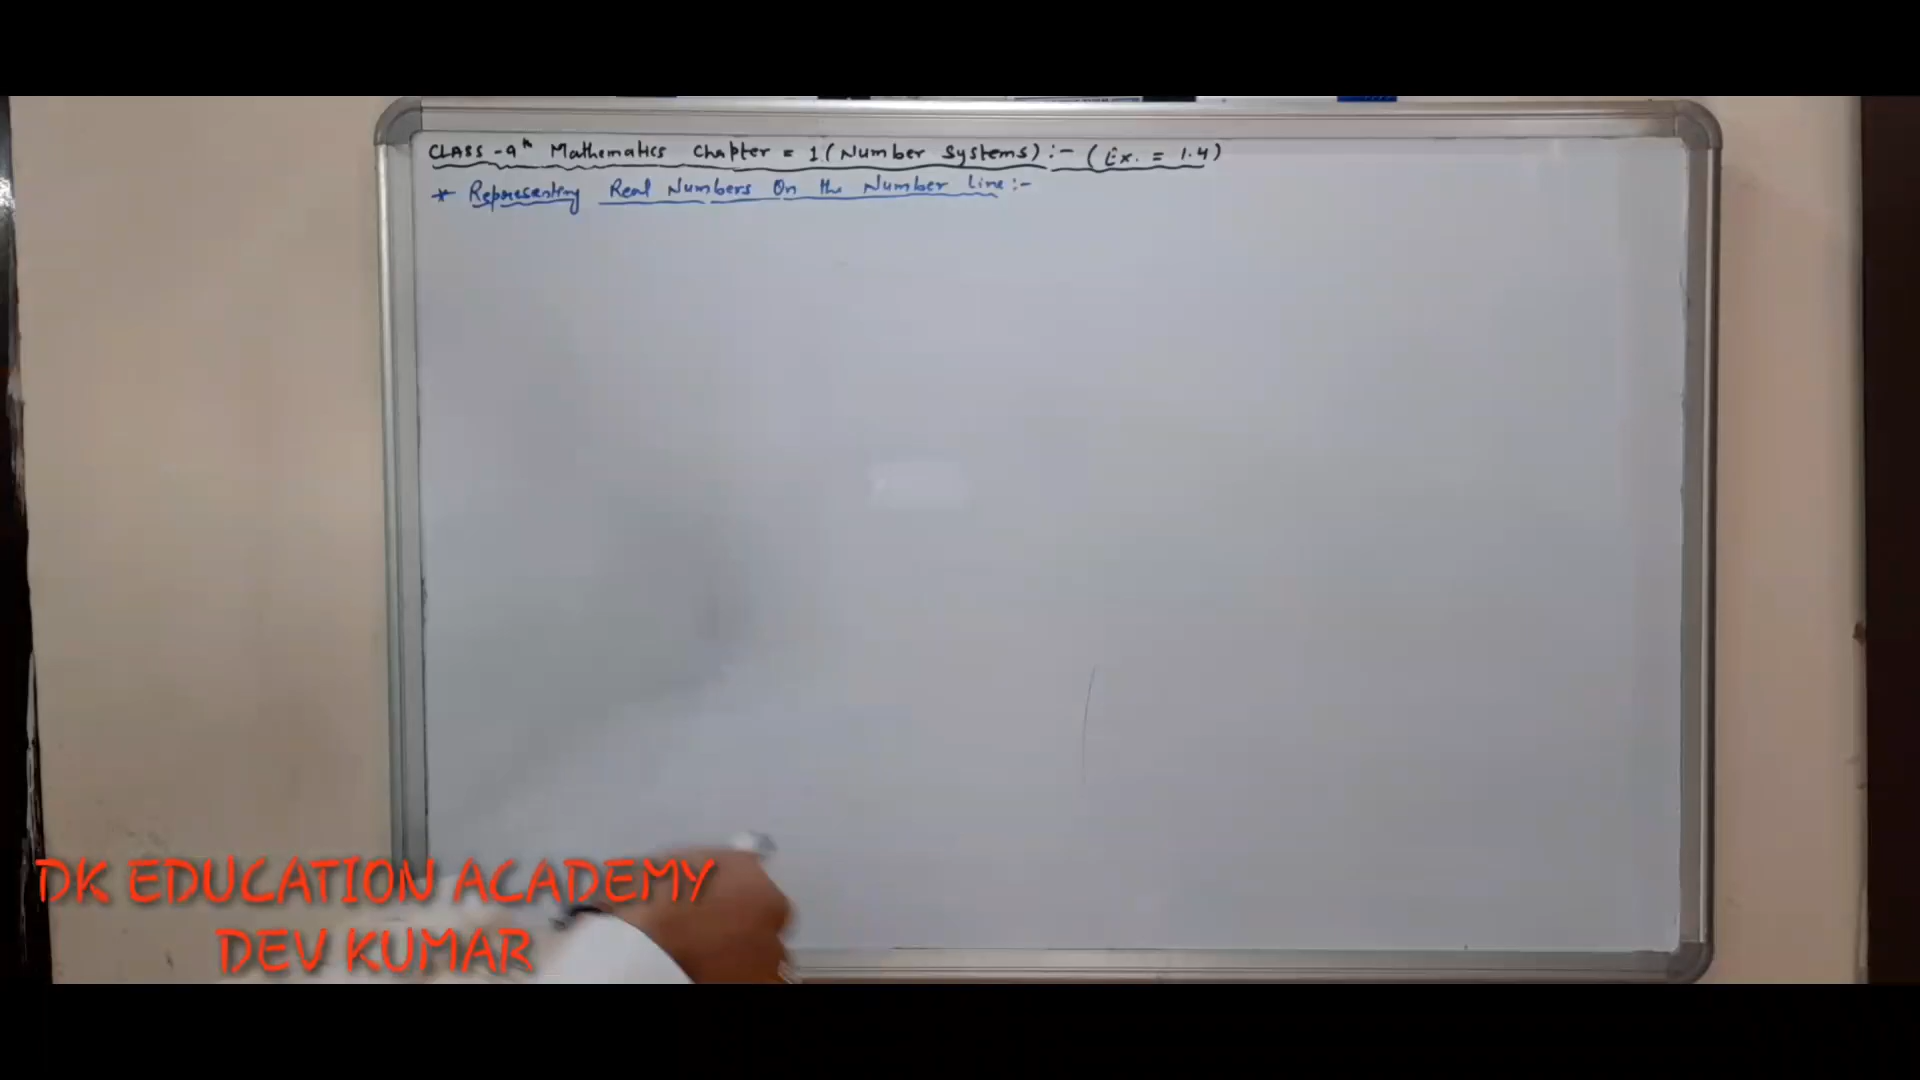 CLASS - 9th Mathematics Chapter = 1 (Number Systems) :- (Ex. = 1.4)
* Representing Real Numbers On the Number Line :-
DK EDUCATION ACADEMY
DEV KUMAR